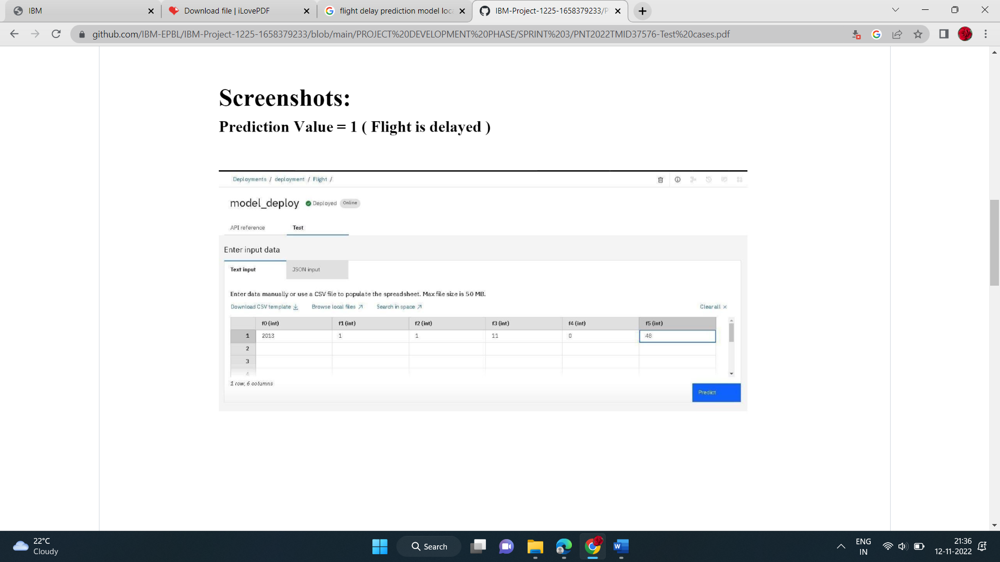 IBM
Download file | iLovePDF
flight delay prediction model loc
IBM-Project-1225-1658379233/P
github.com/IBM-EPBL/IBM-Project-1225-1658379233/blob/main/PROJECT%20DEVELOPMENT%20PHASE/SPRINT%203/PNT2022TMID37576-Test%20cases.pdf
Screenshots:
Prediction Value = 1 ( Flight is delayed )
Deployments / deployment / Flight /
model_deploy Deployed Online
API reference Test
Enter input data
Text input JSON input
Enter data manually or use a CSV file to populate the spreadsheet. Max file size is 50 MB.
Download CSV template Browse local files Search in space Clear all ×
f0 (int) f1 (int) f2 (int) f3 (int) f4 (int) f5 (int)
1 2013 1 1 11 0 48
2
3
4
1 row, 6 columns
Predict
22°C
Cloudy
Search
ENG
IN
21:36
12-11-2022